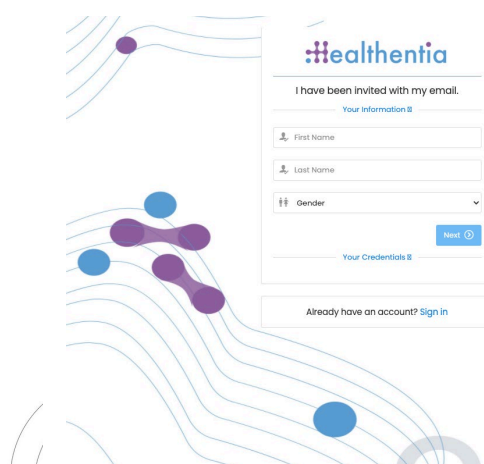 Healthentia
I have been invited with my email.
Your Information
First Name
Last Name
Gender
Next
Your Credentials
Already have an account? Sign in